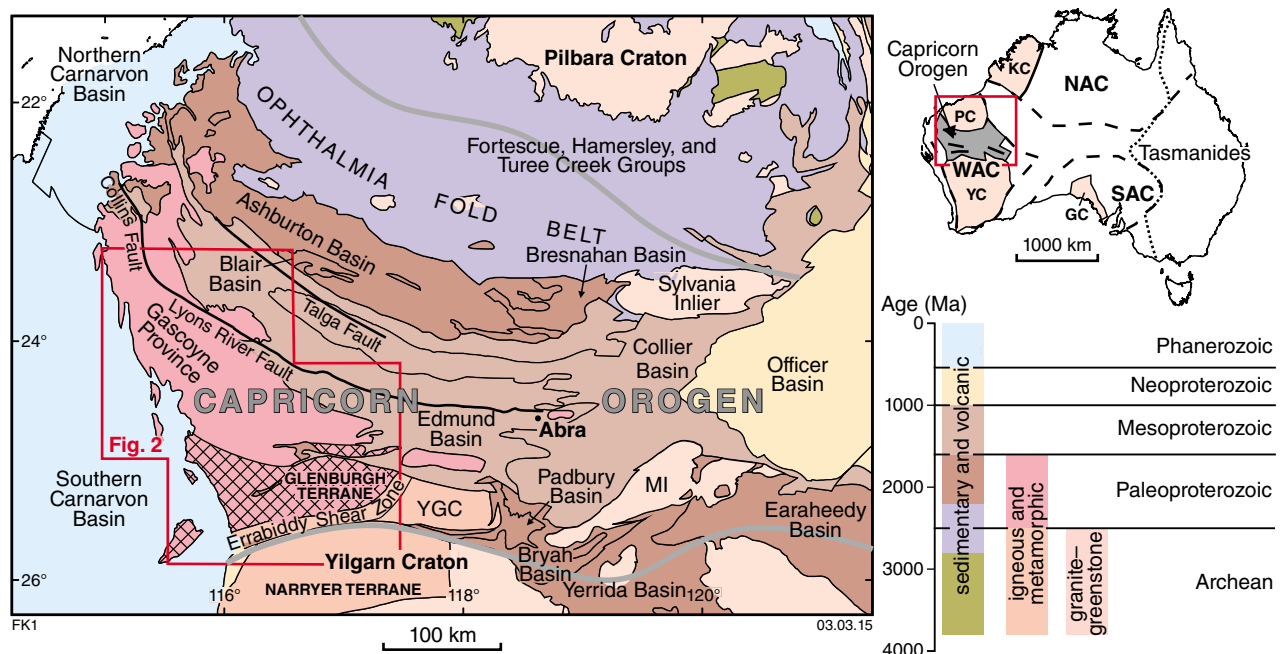 Northern
Carnarvon
Basin
Pilbara Craton
22°
OPHTHALMIA
FOLD
BELT
Fortescue, Hamersley, and
Turee Creek Groups
Collins Fault
Ashburton Basin
Bresnahan Basin
Blair
Basin
Sylvania
Inlier
Talga Fault
Lyons River Fault
Gascoyne
Province
24°
Collier
Basin
Officer
Basin
CAPRICORN
OROGEN
Edmund
Basin
Abra
Fig. 2
Southern
Carnarvon
Basin
GLENBURGH
TERRANE
Padbury
Basin
MI
YGC
Errabiddy Shear Zone
Earaheedy
Basin
Yilgarn Craton
Bryah
Basin
26°
NARRYER TERRANE
Yerrida Basin
116°
118°
120°
FK1
03.03.15
100 km
Capricorn
Orogen
KC
NAC
PC
Tasmanides
WAC
YC
SAC
GC
1000 km
Age (Ma)
0
Phanerozoic
Neoproterozoic
1000
Mesoproterozoic
2000
Paleoproterozoic
3000
Archean
4000
sedimentary and volcanic
igneous and
metamorphic
granite–
greenstone